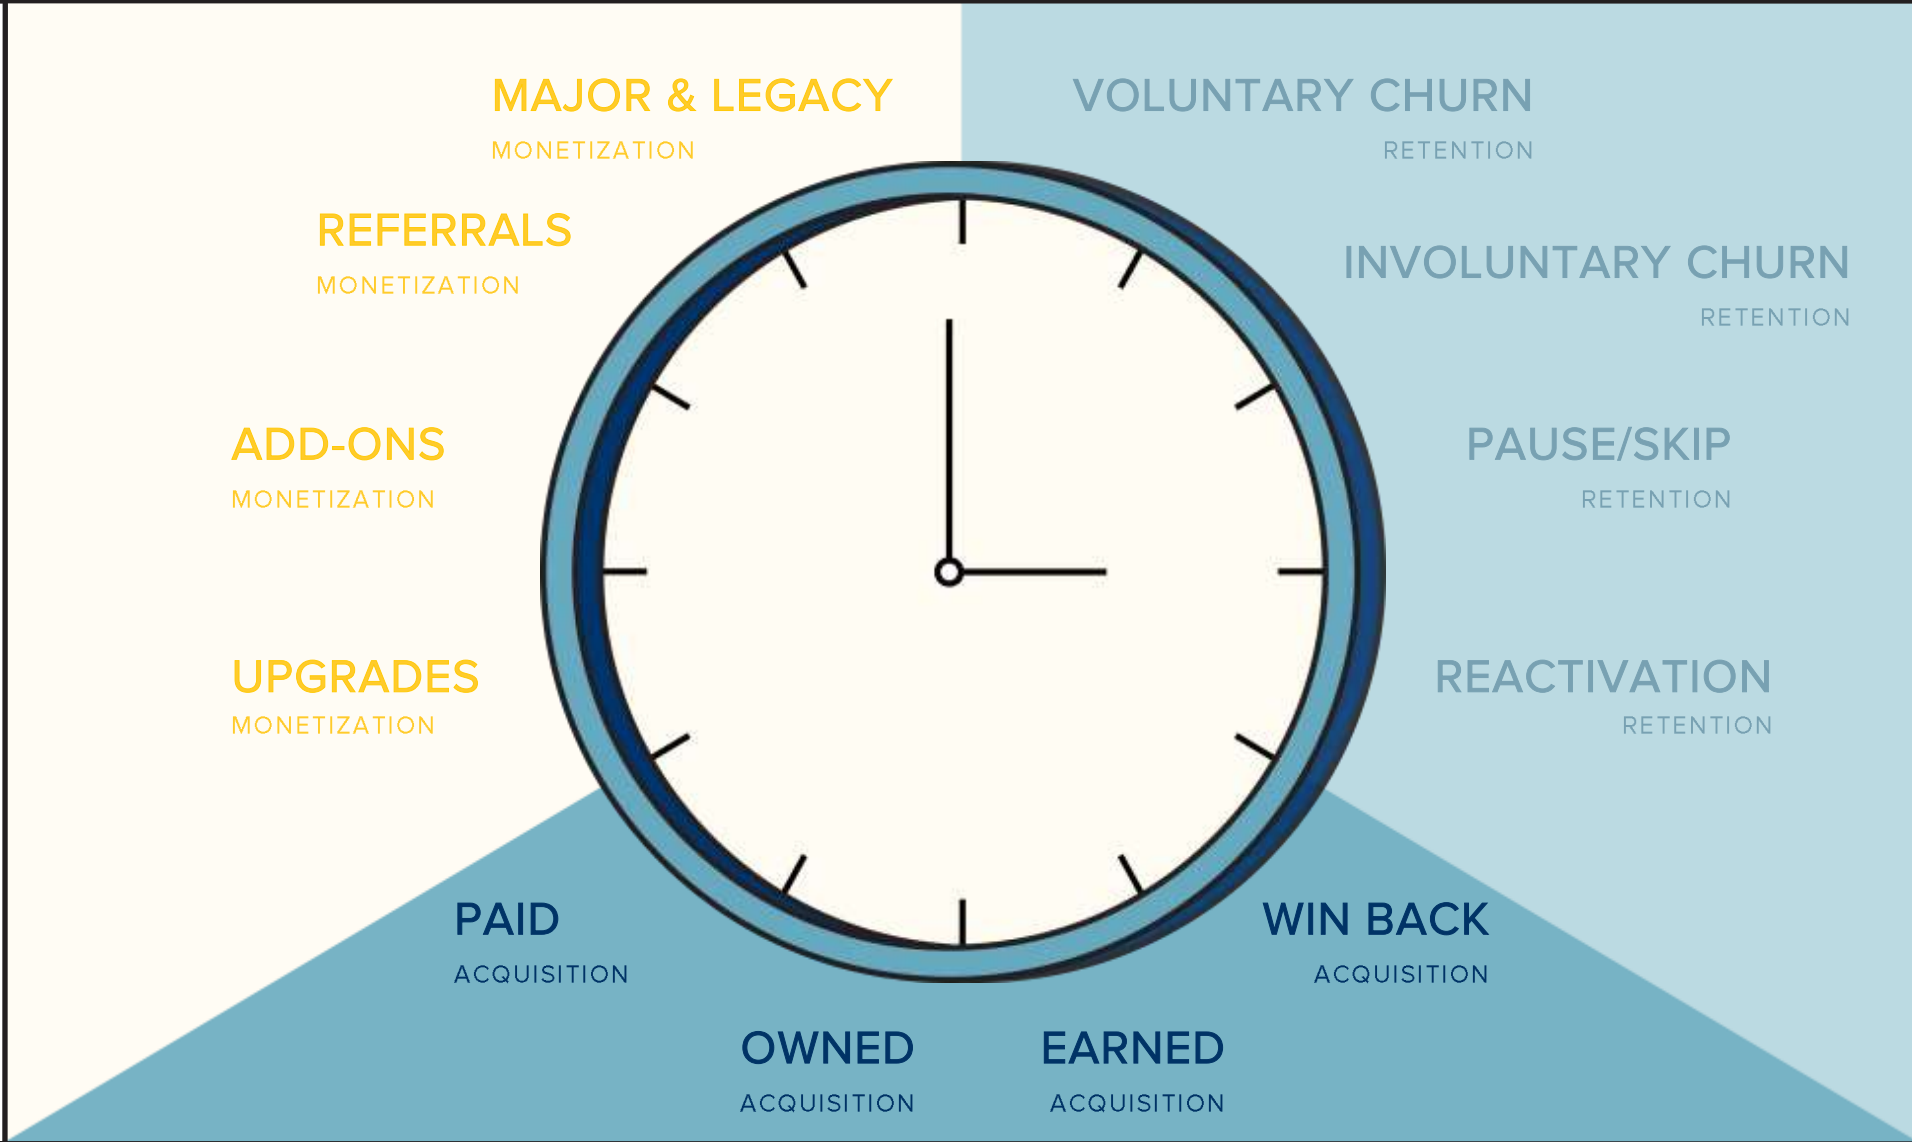 MAJOR & LEGACY
MONETIZATION
VOLUNTARY CHURN
RETENTION
REFERRALS
MONETIZATION
INVOLUNTARY CHURN
RETENTION
ADD-ONS
MONETIZATION
PAUSE/SKIP
RETENTION
UPGRADES
MONETIZATION
REACTIVATION
RETENTION
PAID
ACQUISITION
WIN BACK
ACQUISITION
OWNED
ACQUISITION
EARNED
ACQUISITION